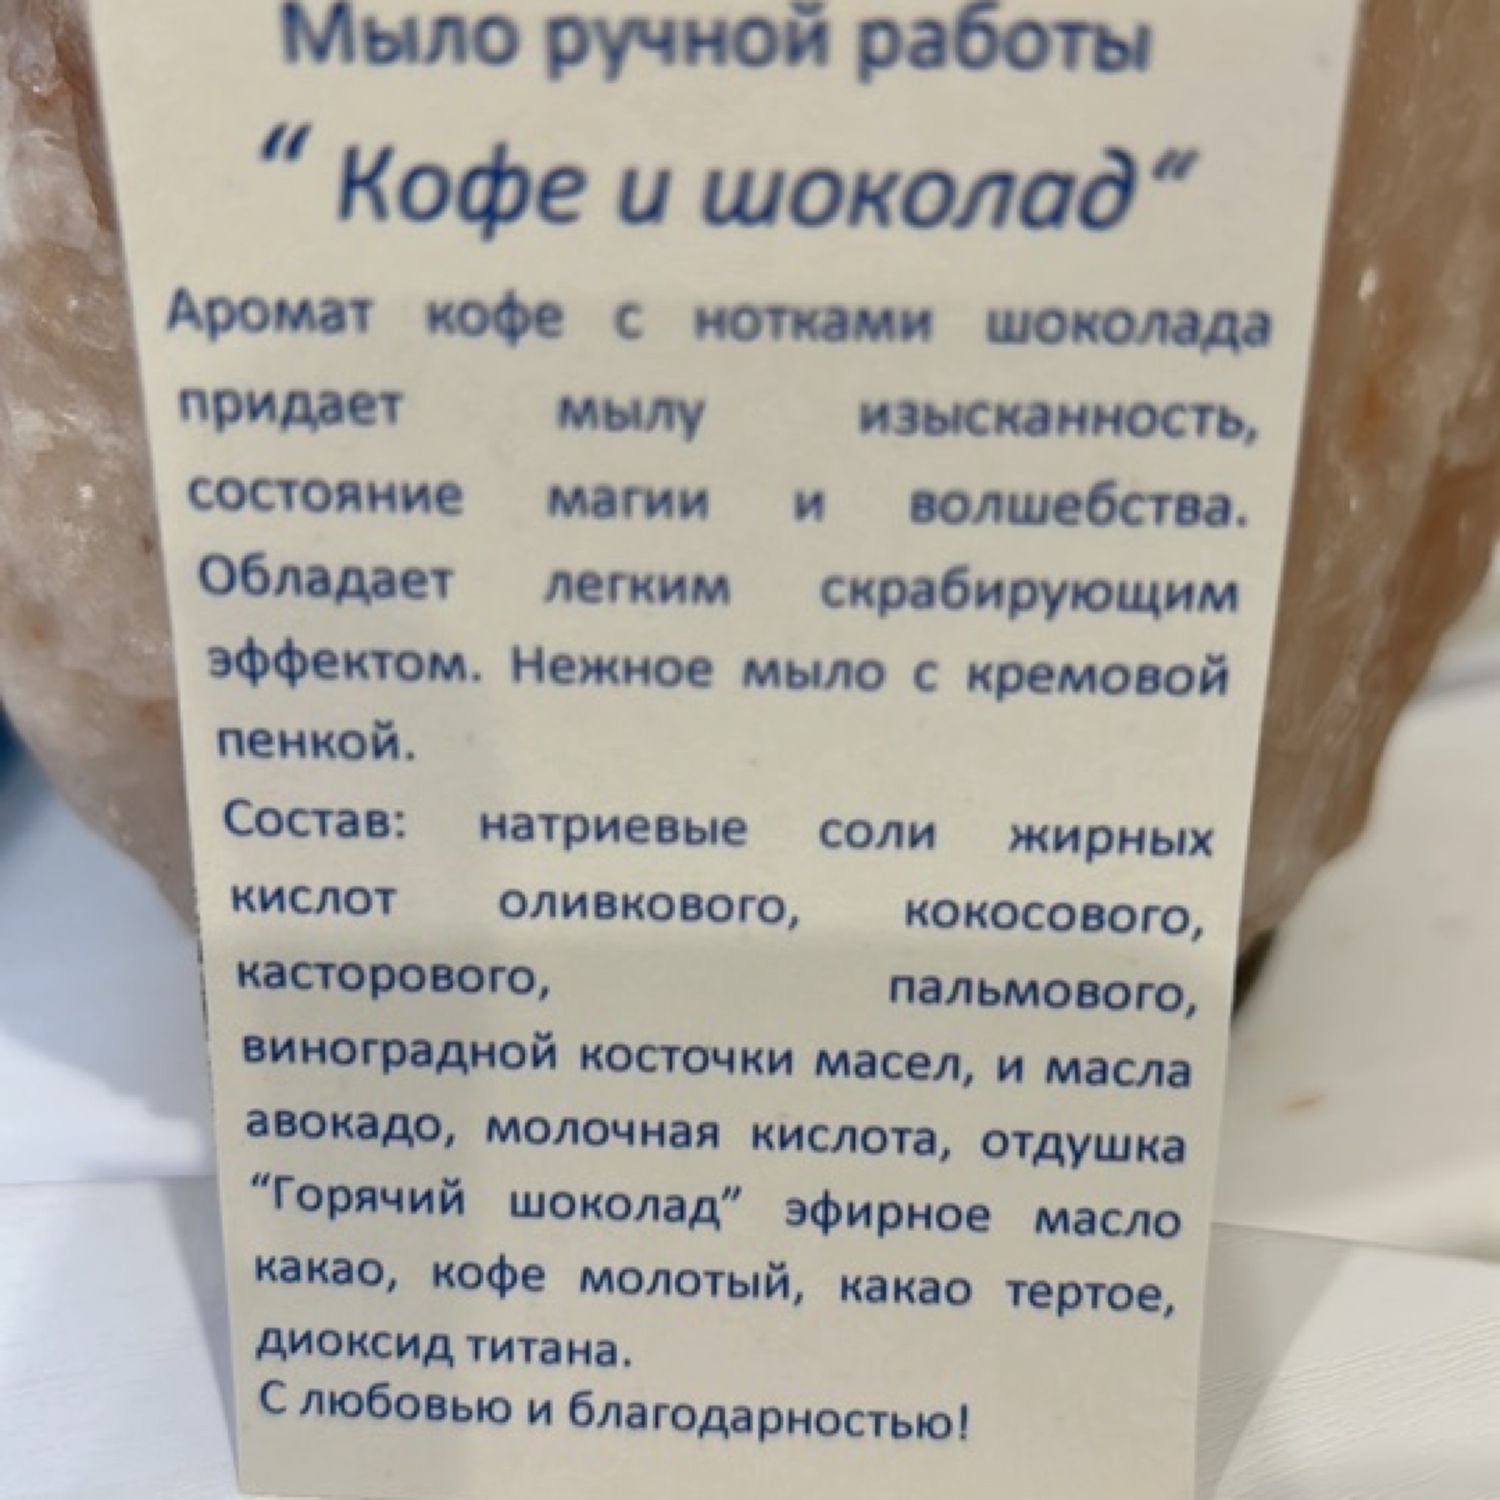 Мыло ручной работы
“ Кофе и шоколад“
Аромат кофе с нотками шоколада
придает мылу изысканность,
состояние магии и волшебства.
Обладает легким скрабирующим
эффектом. Нежное мыло с кремовой
пенкой.
Состав: натриевые соли жирных
кислот оливкового, кокосового,
касторового, пальмового,
виноградной косточки масел, и масла
авокадо, молочная кислота, отдушка
“Горячий шоколад” эфирное масло
какао, кофе молотый, какао тертое,
диоксид титана.
С любовью и благодарностью!